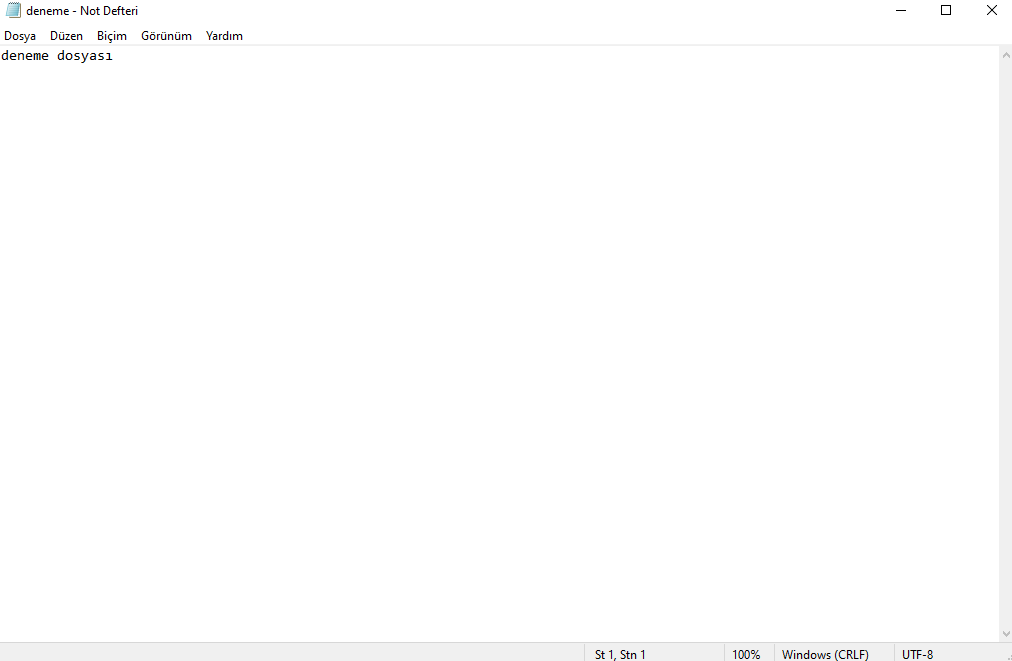 deneme - Not Defteri
Dosya Düzen Biçim Görünüm Yardım
deneme dosyası
St 1, Stn 1 100% Windows (CRLF) UTF-8